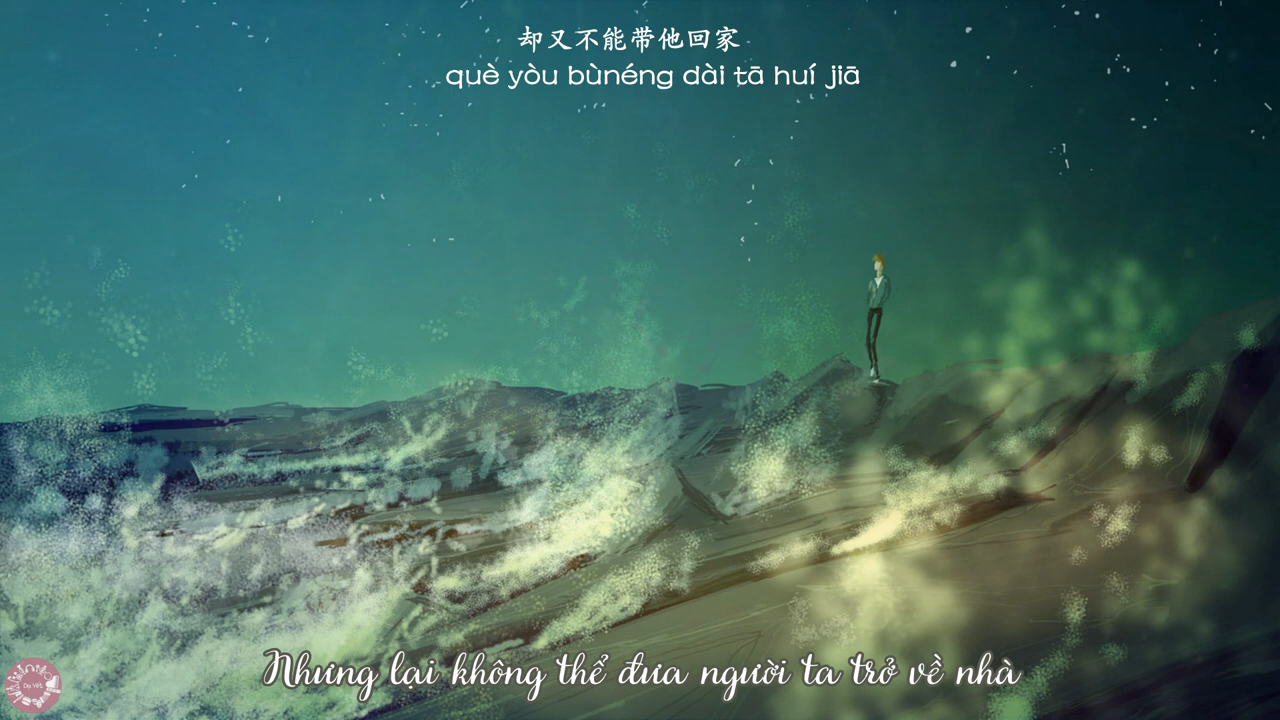 却又不能带他回家
què yòu bùnéng dài tā huí jiā
Nhưng lại không thể đưa người ta trở về nhà